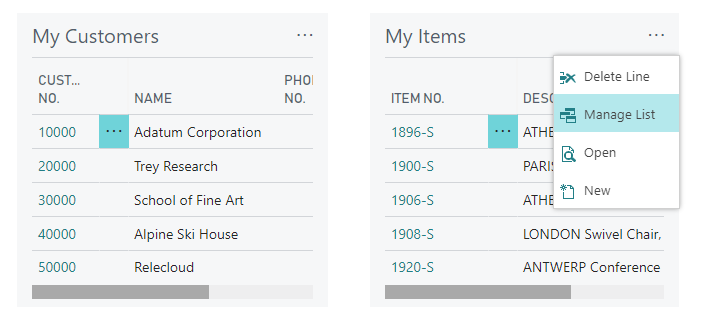 My Customers ...
CUST... PHO
NO. NAME NO.
10000 ... Adatum Corporation
20000 Trey Research
30000 School of Fine Art
40000 Alpine Ski House
50000 Relecloud
My Items ...
ITEM NO. DESC
1896-S ... ATHE
1900-S PARIS
1906-S ATHE
1908-S LONDON Swivel Chair,
1920-S ANTWERP Conference
Delete Line
Manage List
Open
New